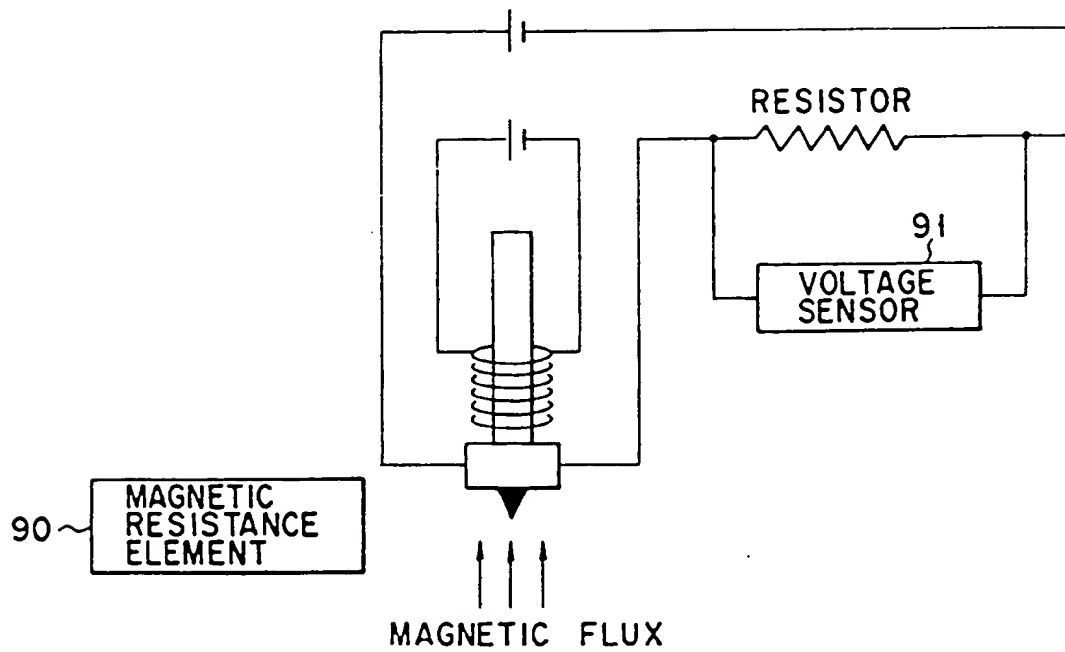 RESISTOR
91
VOLTAGE
SENSOR
90
MAGNETIC
RESISTANCE
ELEMENT
MAGNETIC FLUX